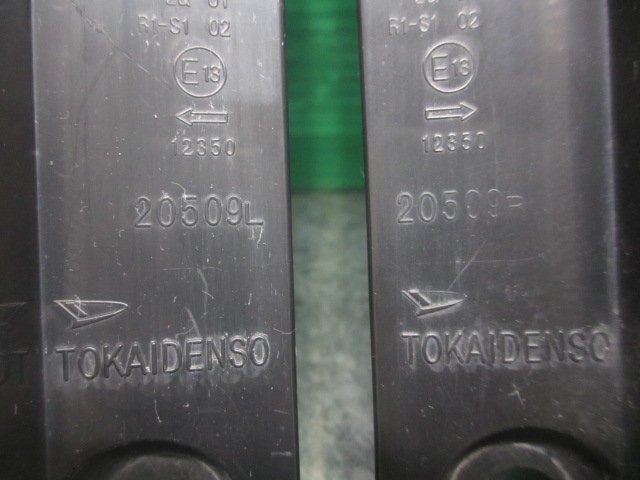 R1-S1 02
E13
12350
20509L
TOKAIDENSO
R1-S1 02
E13
12350
20509R
TOKAIDENSO